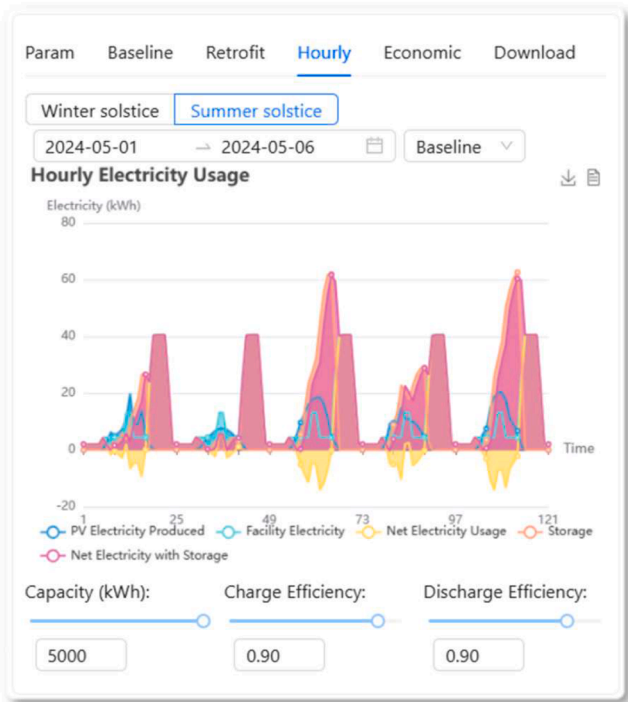 Param Baseline Retrofit Hourly Economic Download
Winter solstice Summer solstice
2024-05-01 → 2024-05-06 Baseline
Hourly Electricity Usage
Electricity (kWh)
80
60
40
20
0 Time
-20
1 25 49 73 97 121
PV Electricity Produced Facility Electricity Net Electricity Usage Storage
Net Electricity with Storage
Capacity (kWh): Charge Efficiency: Discharge Efficiency:
5000 0.90 0.90